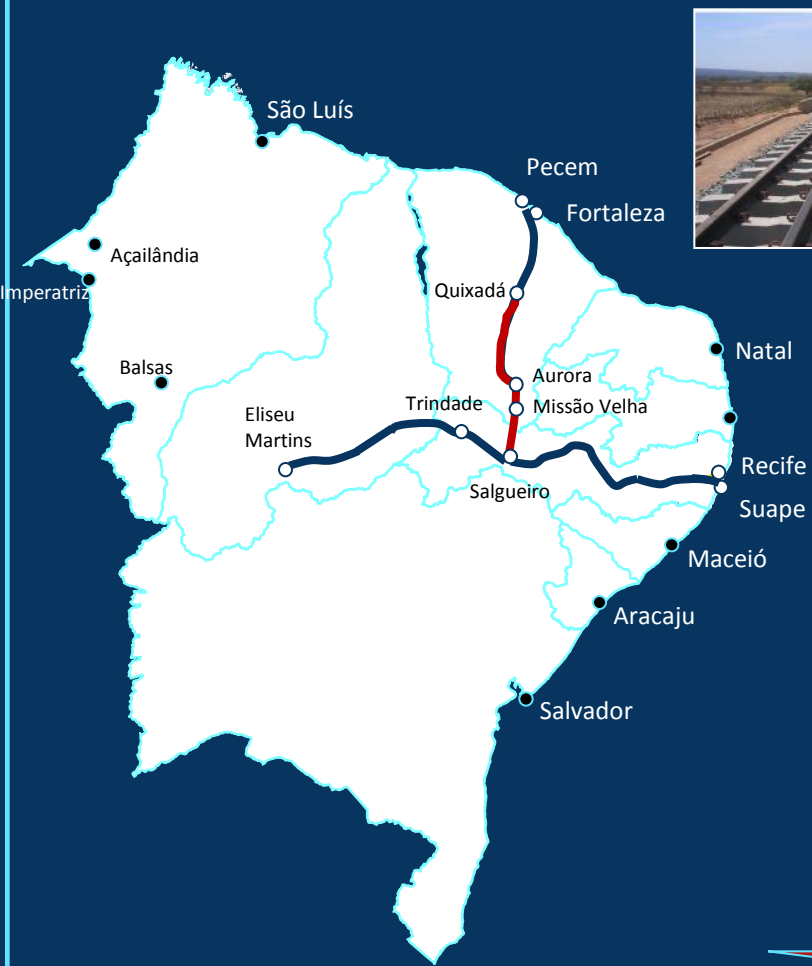 São Luís
Pecem
Fortaleza
Açailândia
Imperatriz
Quixadá
Natal
Balsas
Aurora
Trindade
Missão Velha
Eliseu
Martins
Recife
Salgueiro
Suape
Maceió
Aracaju
Salvador